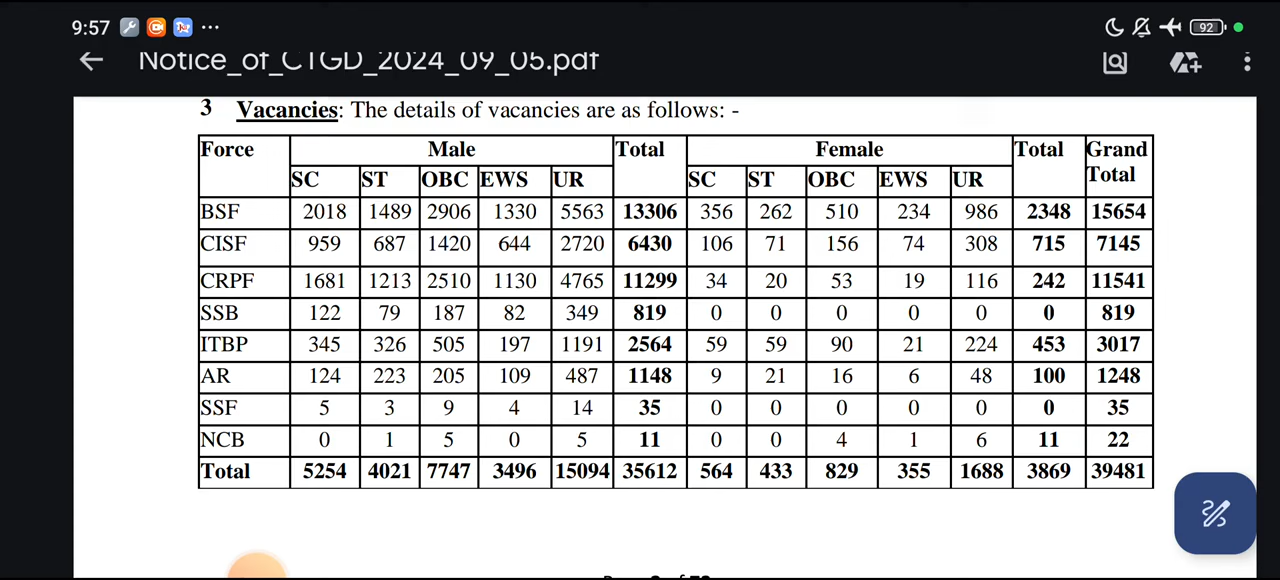 9:57 ... 92
Notice_of_CTGD_2024_09_05.pdf
3 Vacancies: The details of vacancies are as follows: -
Force Male Total Female Total Grand Total
SC ST OBC EWS UR SC ST OBC EWS UR
BSF 2018 1489 2906 1330 5563 13306 356 262 510 234 986 2348 15654
CISF 959 687 1420 644 2720 6430 106 71 156 74 308 715 7145
CRPF 1681 1213 2510 1130 4765 11299 34 20 53 19 116 242 11541
SSB 122 79 187 82 349 819 0 0 0 0 0 0 819
ITBP 345 326 505 197 1191 2564 59 59 90 21 224 453 3017
AR 124 223 205 109 487 1148 9 21 16 6 48 100 1248
SSF 5 3 9 4 14 35 0 0 0 0 0 0 35
NCB 0 1 5 0 5 11 0 0 4 1 6 11 22
Total 5254 4021 7747 3496 15094 35612 564 433 829 355 1688 3869 39481